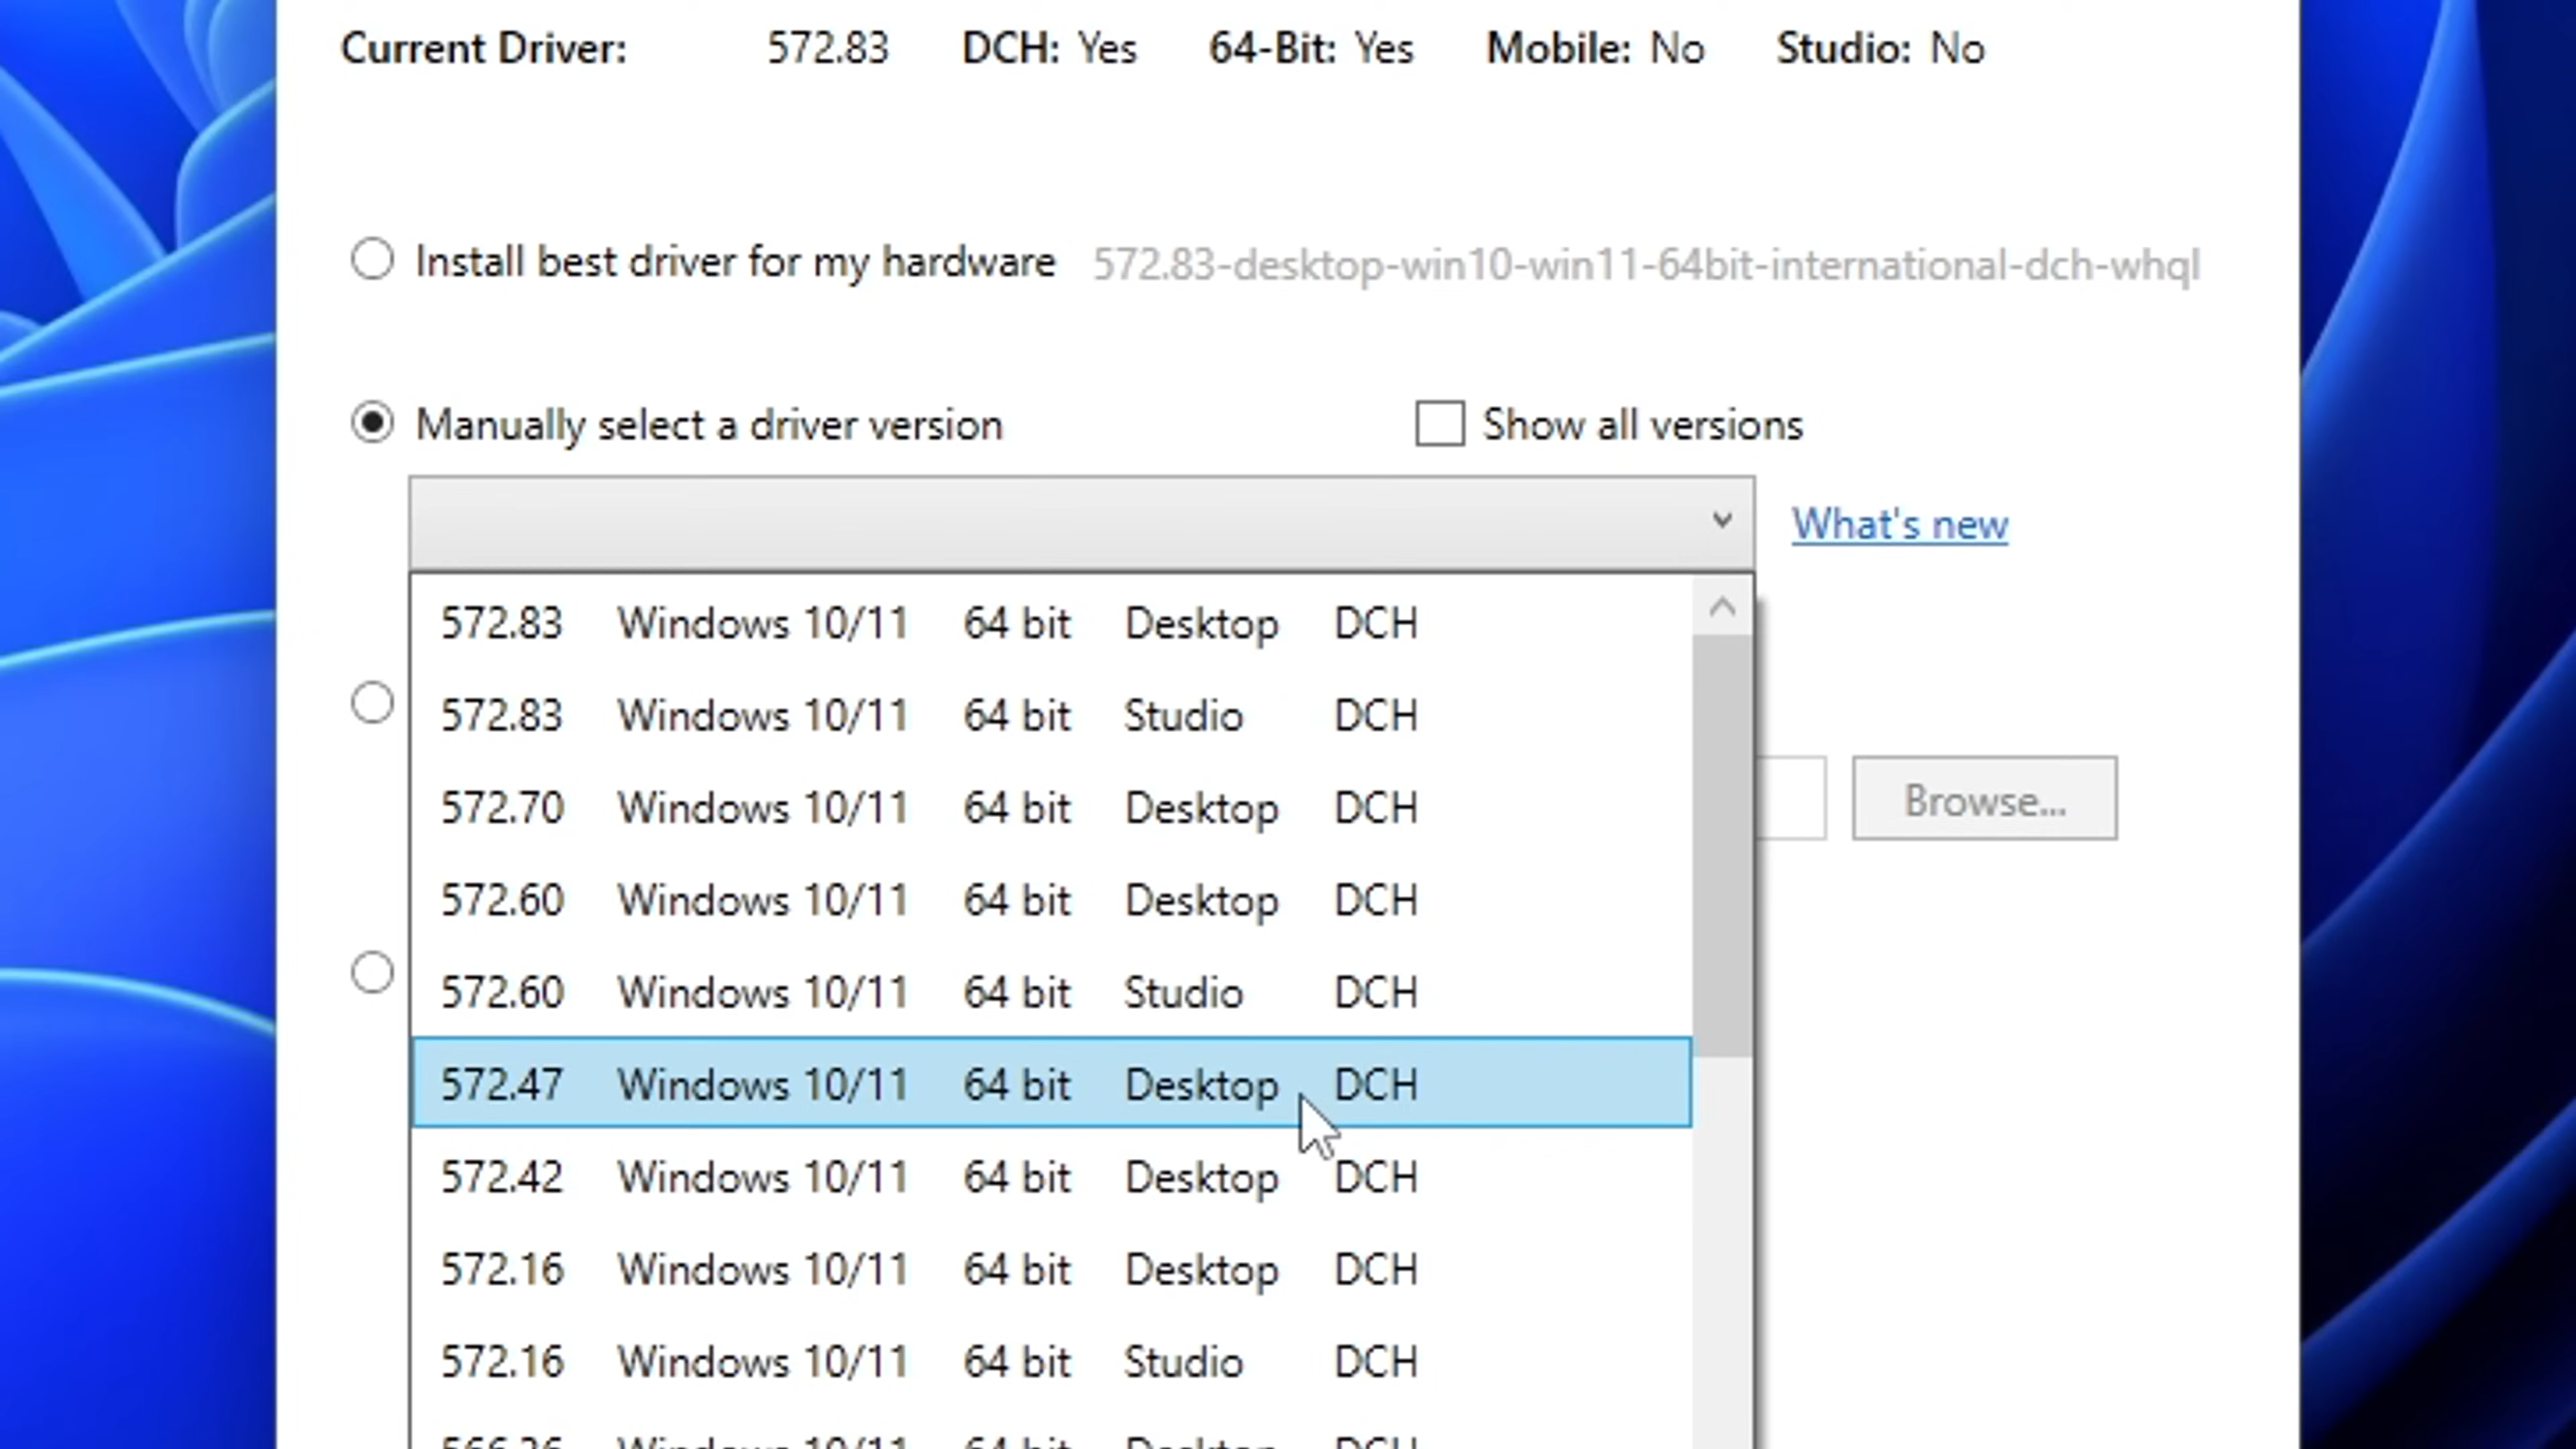 Current Driver: 572.83 DCH: Yes 64-Bit: Yes Mobile: No Studio: No
Install best driver for my hardware 572.83-desktop-win10-win11-64bit-international-dch-whql
Manually select a driver version Show all versions
What's new
572.83 Windows 10/11 64 bit Desktop DCH
572.83 Windows 10/11 64 bit Studio DCH
572.70 Windows 10/11 64 bit Desktop DCH
Browse...
572.60 Windows 10/11 64 bit Desktop DCH
572.60 Windows 10/11 64 bit Studio DCH
572.47 Windows 10/11 64 bit Desktop DCH
572.42 Windows 10/11 64 bit Desktop DCH
572.16 Windows 10/11 64 bit Desktop DCH
572.16 Windows 10/11 64 bit Studio DCH